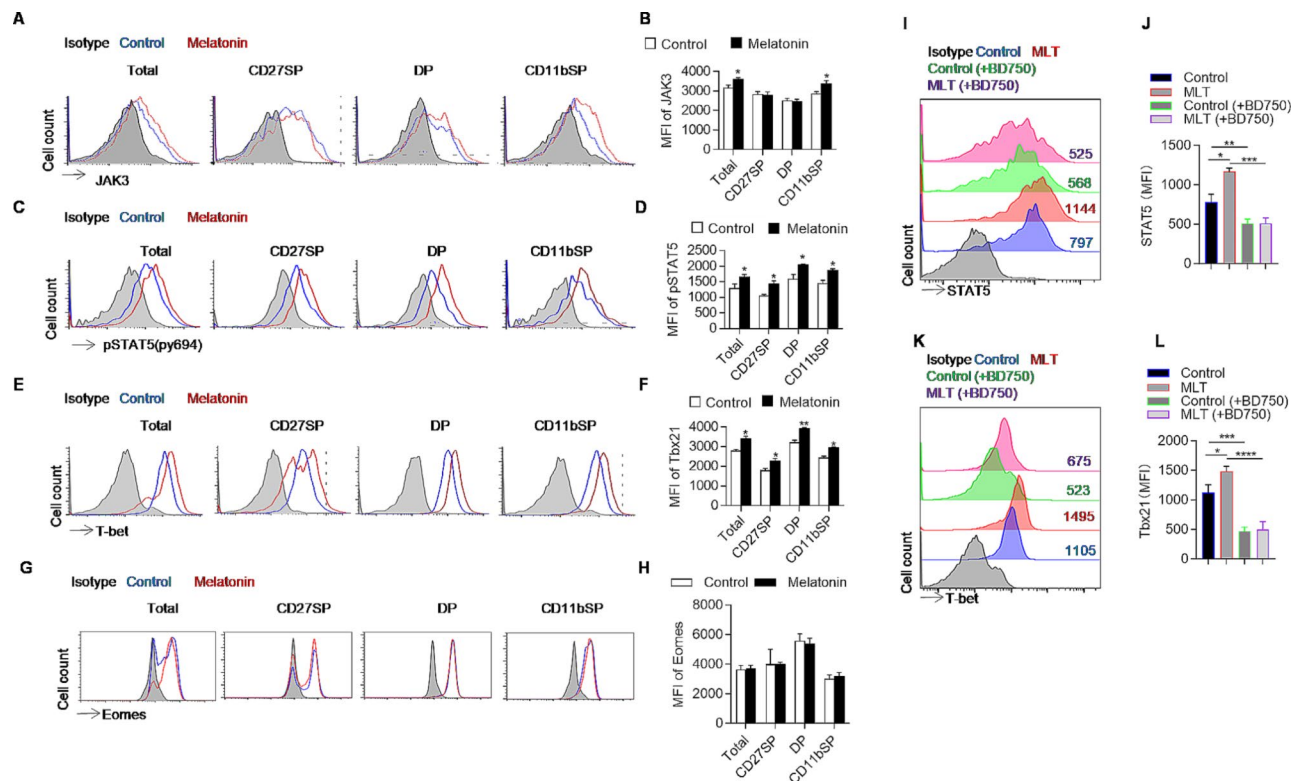 A
Isotype Control Melatonin
Total CD27SP DP CD11bSP
Cell count
JAK3
B
Control Melatonin
MFI of JAK3
4000
3000
2000
1000
0
* *
Total CD27SP DP CD11bSP
C
Isotype Control Melatonin
Total CD27SP DP CD11bSP
Cell count
pSTAT5(py694)
D
Control Melatonin
MFI of pSTAT5
2500
2000
1500
1000
500
0
* * * *
Total CD27SP DP CD11bSP
E
Isotype Control Melatonin
Total CD27SP DP CD11bSP
Cell count
T-bet
F
Control Melatonin
MFI of Tbx21
4000
3000
2000
1000
0
* * ** *
Total CD27SP DP CD11bSP
G
Isotype Control Melatonin
Total CD27SP DP CD11bSP
Cell count
Eomes
H
Control Melatonin
MFI of Eomes
8000
6000
4000
2000
0
Total CD27SP DP CD11bSP
I
Isotype Control MLT
Control (+BD750)
MLT (+BD750)
525
568
1144
797
Cell count
STAT5
J
Control
MLT
Control (+BD750)
MLT (+BD750)
STAT5 (MFI)
1500
1000
500
0
**
* ***
K
Isotype Control MLT
Control (+BD750)
MLT (+BD750)
675
523
1495
1105
Cell count
T-bet
L
Control
MLT
Control (+BD750)
MLT (+BD750)
Tbx21 (MFI)
2000
1500
1000
500
0
***
* ****